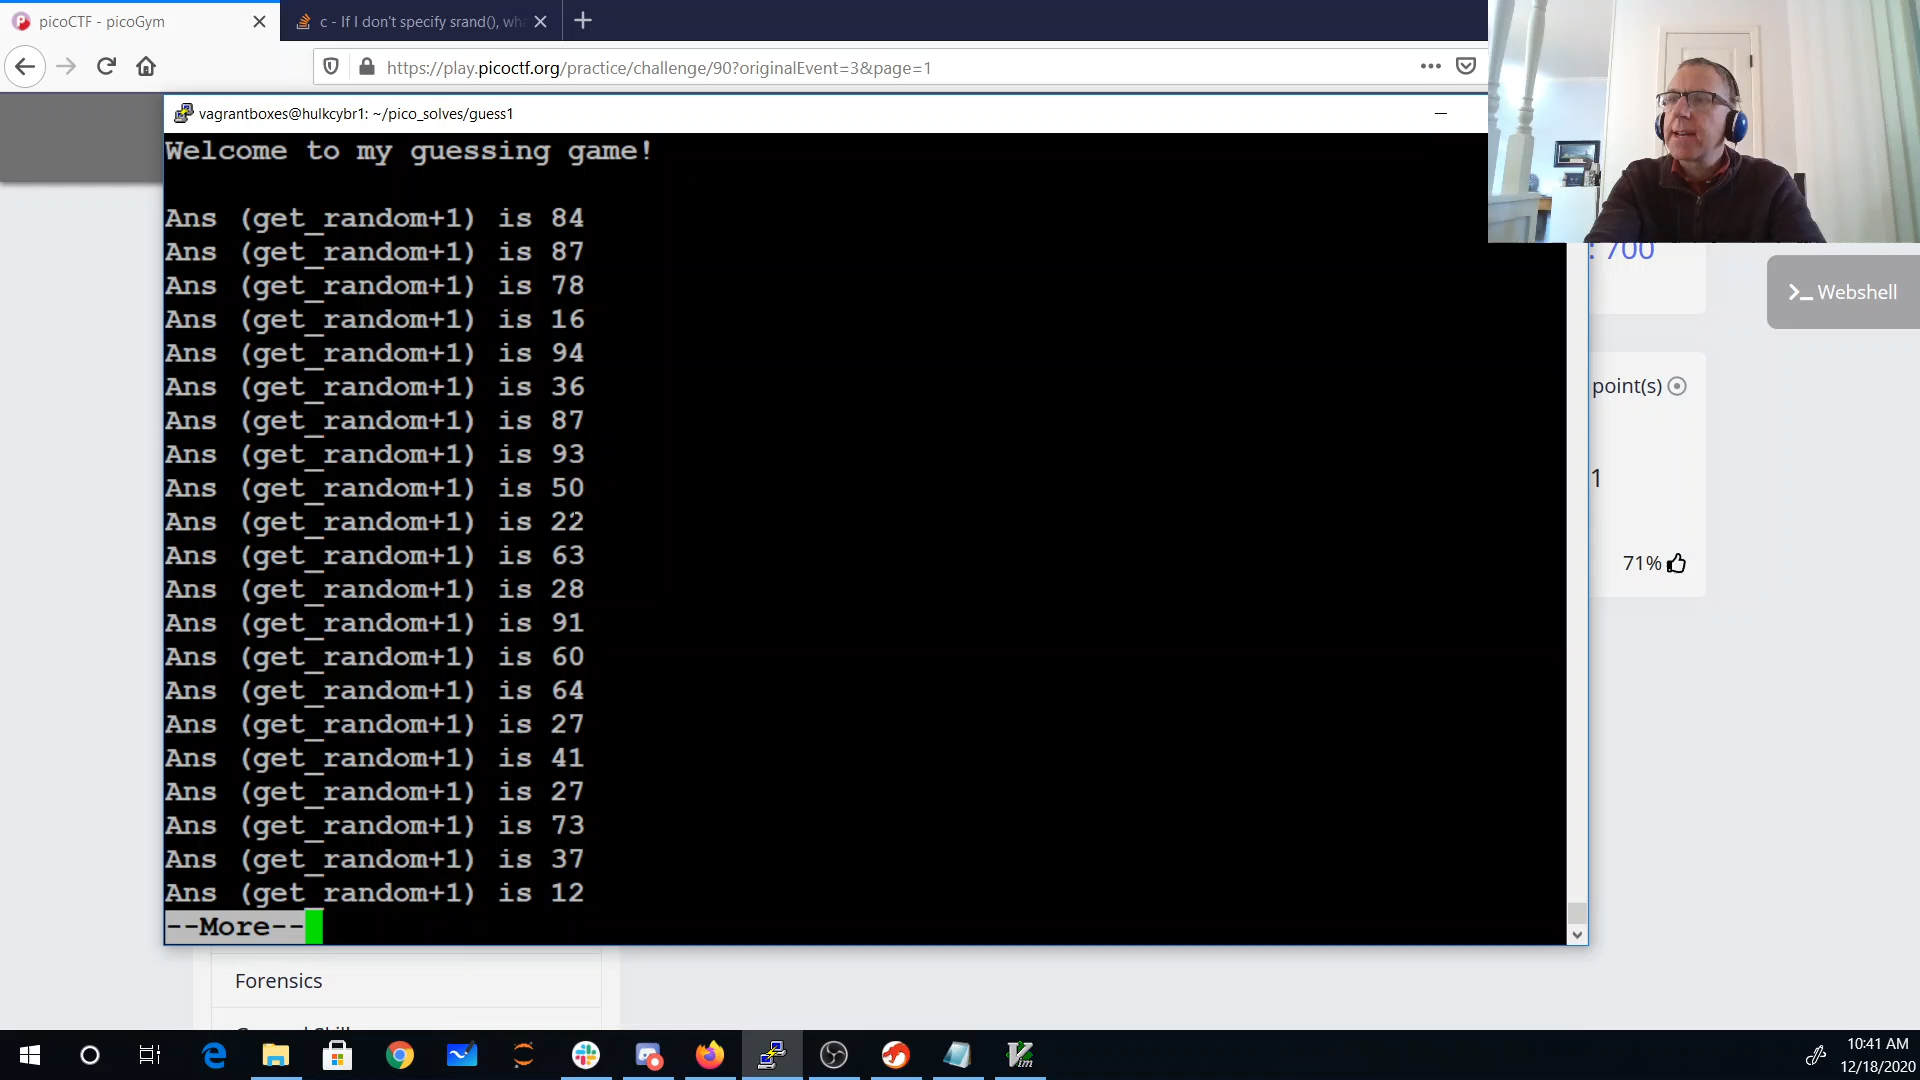 picoCTF - picoGym
c - If I don't specify srand(), wh
https://play.picoctf.org/practice/challenge/90?originalEvent=3&page=1
vagrantboxes@hulkcybr1: ~/pico_solves/guess1
Welcome to my guessing game!
Ans (get_random+1) is 84
Ans (get_random+1) is 87
Ans (get_random+1) is 78
Ans (get_random+1) is 16
Ans (get_random+1) is 94
Ans (get_random+1) is 36
Ans (get_random+1) is 87
Ans (get_random+1) is 93
Ans (get_random+1) is 50
Ans (get_random+1) is 22
Ans (get_random+1) is 63
Ans (get_random+1) is 28
Ans (get_random+1) is 91
Ans (get_random+1) is 60
Ans (get_random+1) is 64
Ans (get_random+1) is 27
Ans (get_random+1) is 41
Ans (get_random+1) is 27
Ans (get_random+1) is 73
Ans (get_random+1) is 37
Ans (get_random+1) is 12
--More--
: 700
>_ Webshell
point(s)
1
71%
Forensics
10:41 AM
12/18/2020